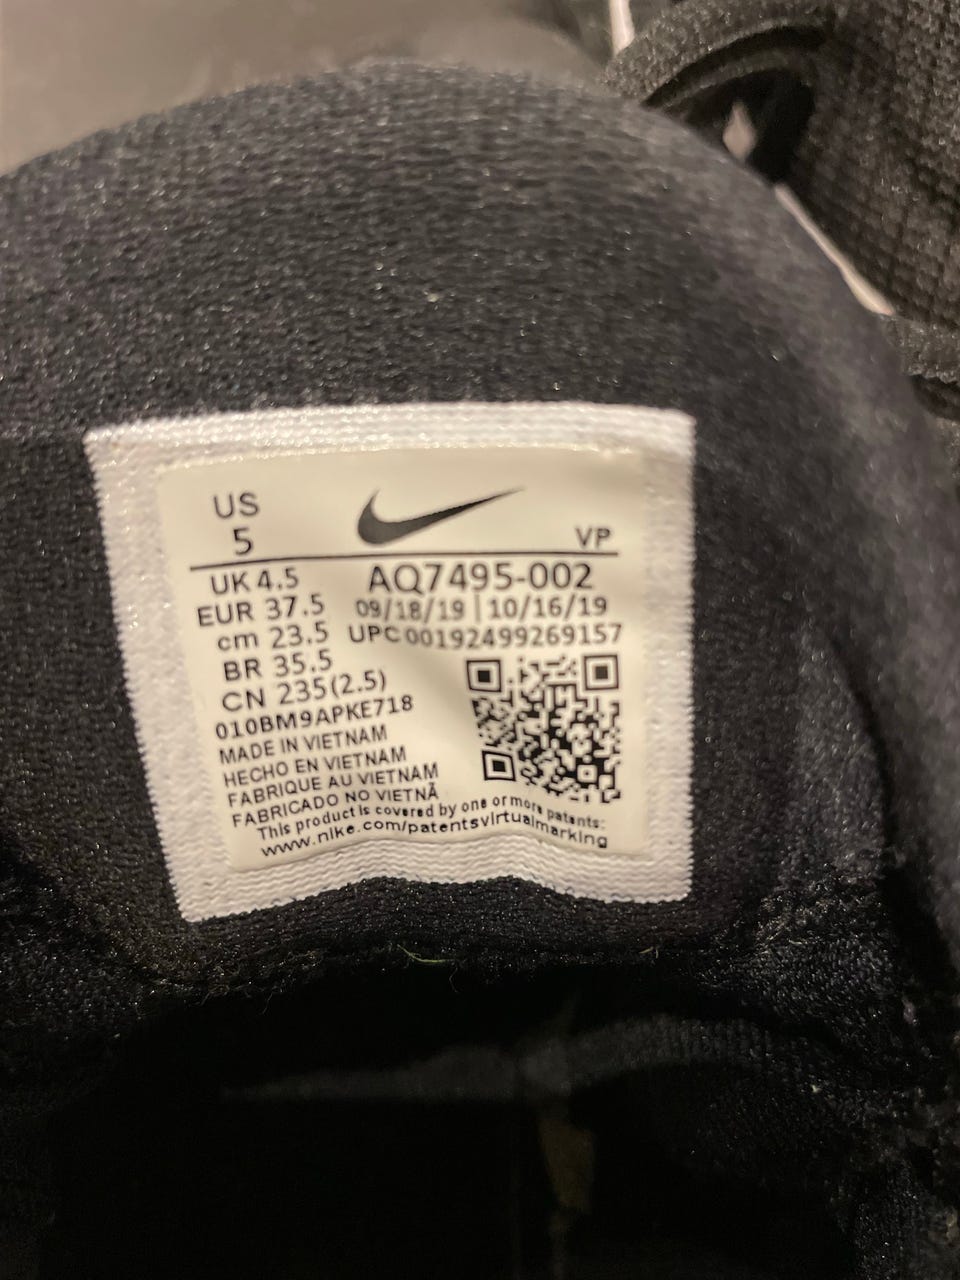 US
5
VP
UK 4.5
EUR 37.5
cm 23.5
BR 35.5
CN 235(2.5)
AQ7495-002
09/18/19 | 10/16/19
UPC 00192499269157
010BM9APKE718
MADE IN VIETNAM
HECHO EN VIETNAM
FABRIQUE AU VIETNAM
FABRICADO NO VIETNÃ
This product is covered by one or more patents:
www.nike.com/patentsvirtualmarking